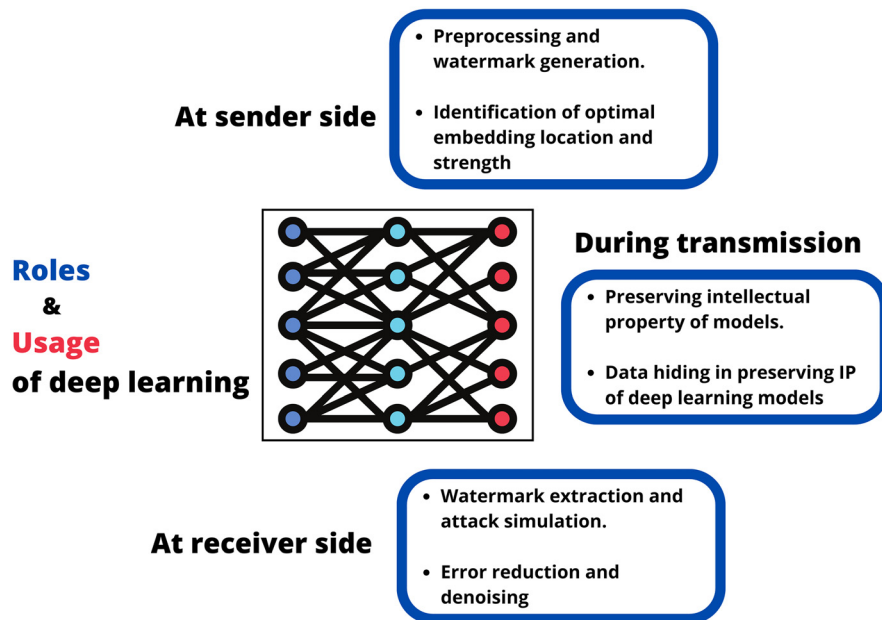 At sender side
• Preprocessing and
watermark generation.
• Identification of optimal
embedding location and
strength
Roles
&
Usage
of deep learning
During transmission
• Preserving intellectual
property of models.
• Data hiding in preserving IP
of deep learning models
At receiver side
• Watermark extraction and
attack simulation.
• Error reduction and
denoising